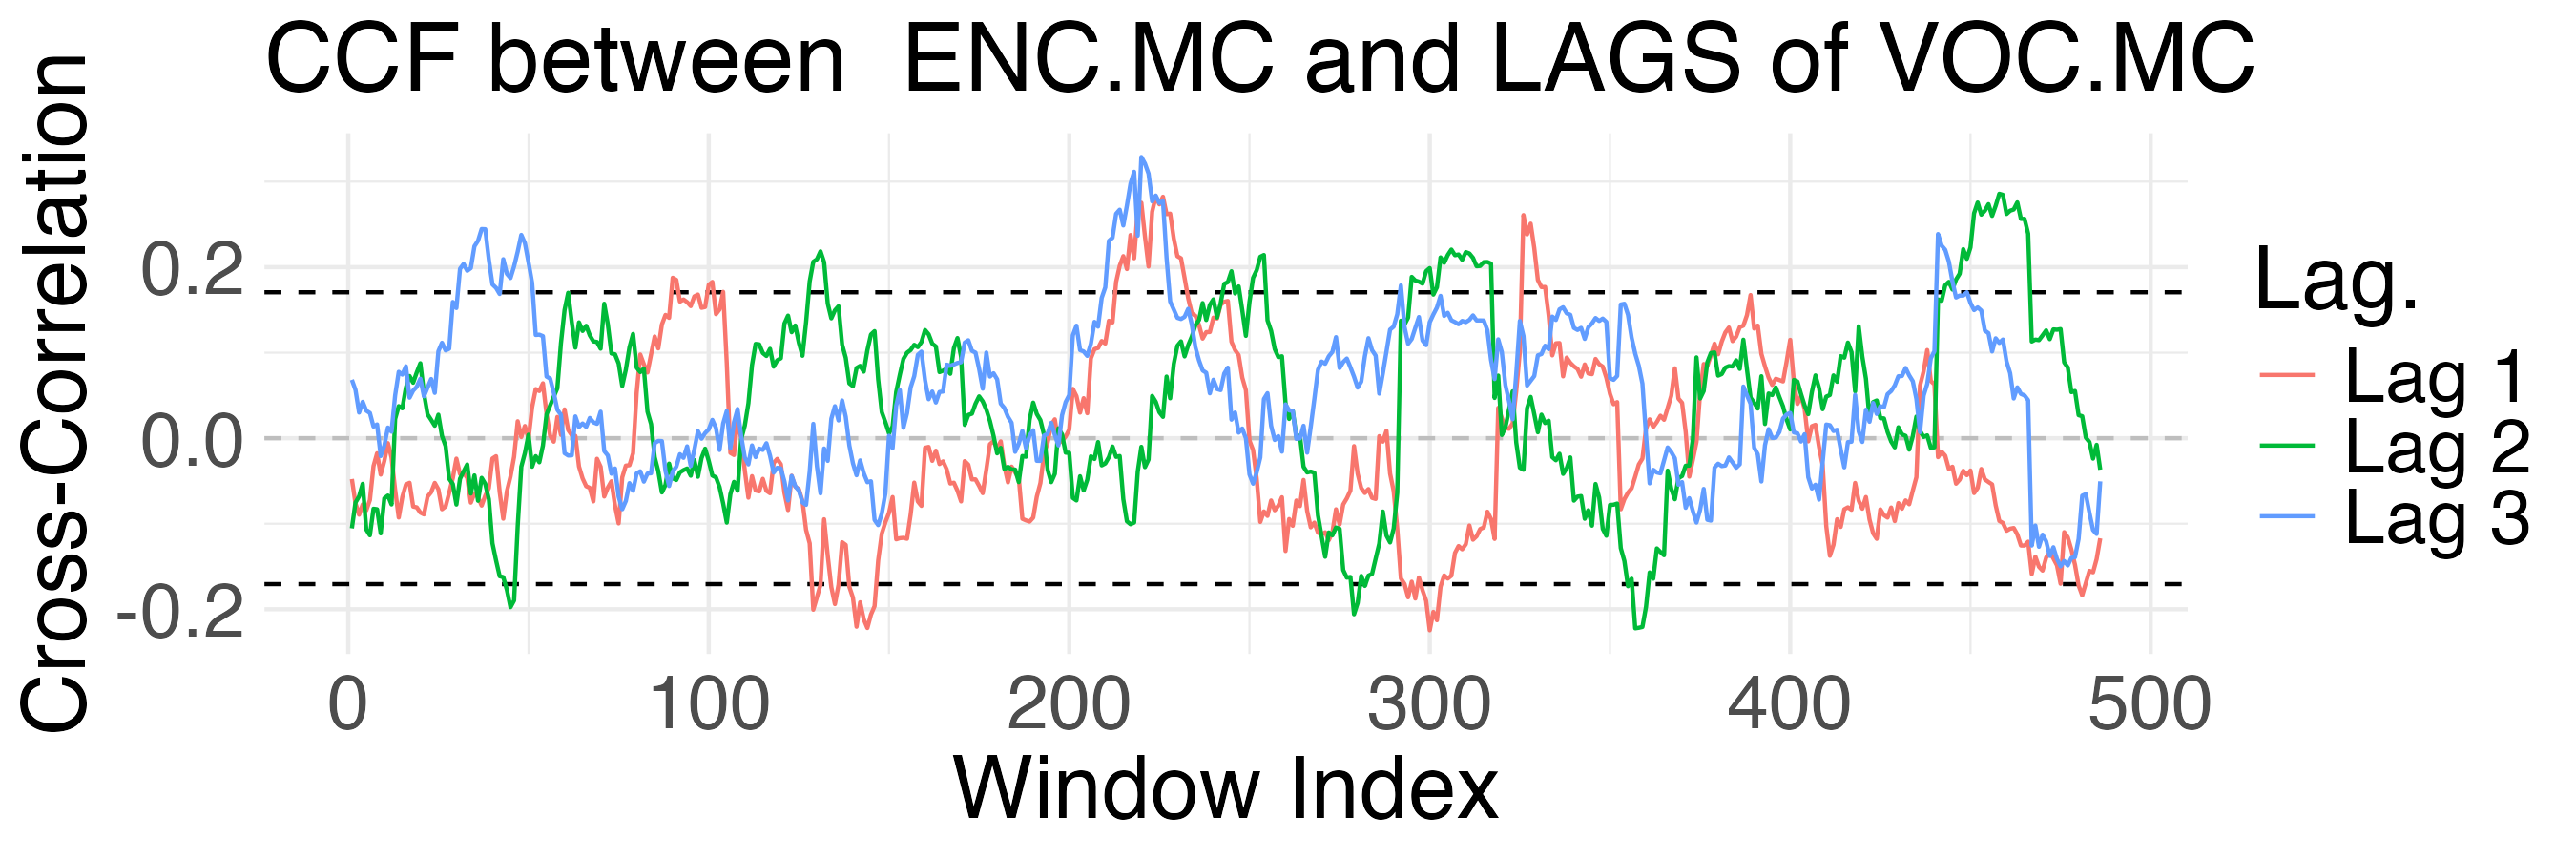 CCF between  ENC.MC and LAGS of VOC.MC
Cross-Correlation
0.2
0.0
-0.2
0 100 200 300 400 500
Window Index
Lag.
Lag 1
Lag 2
Lag 3